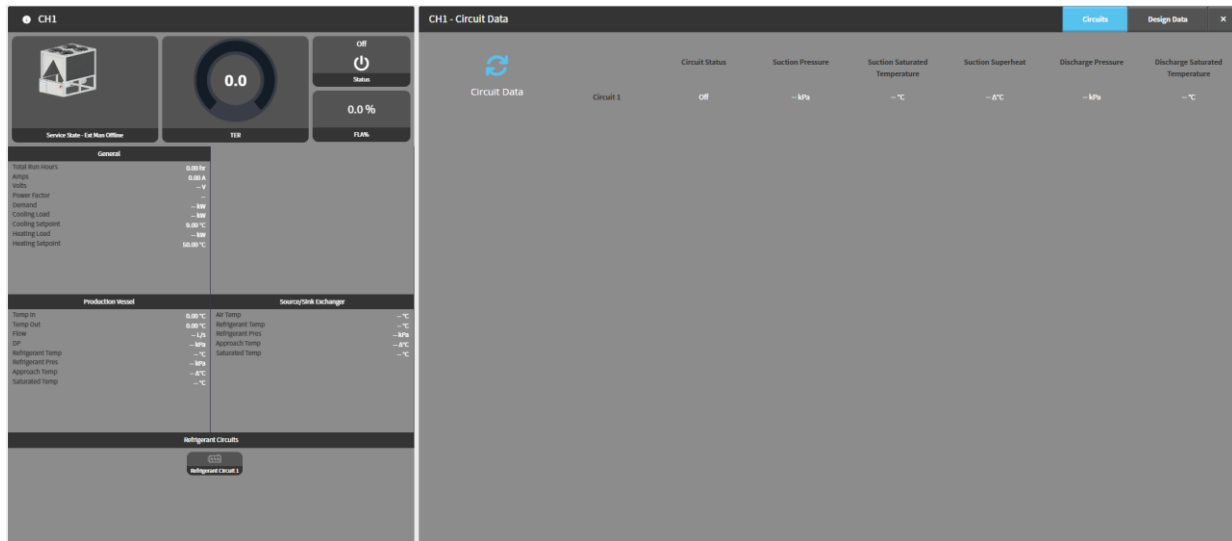 CH1
Off
Status
0.0
0.0 %
Service State - Ext Man Offline
TER
FLA%
General
Total Run Hours 0.00 hr
Amps 0.00 A
Volts -- V
Power Factor --
Demand -- kW
Cooling Load -- kW
Cooling Setpoint
Heating Load -- kW
Heating Setpoint 50.00 °C
Production Vessel
Temp In 0.00 °C
Temp Out 0.00 °C
Flow -- L/s
DP -- kPa
Refrigerant Temp -- °C
Refrigerant Pres -- kPa
Approach Temp -- Δ°C
Saturated Temp -- °C
Source/Sink Exchanger
Air Temp -- °C
Refrigerant Temp -- °C
Refrigerant Pres -- kPa
Approach Temp -- Δ°C
Saturated Temp -- °C
Refrigerant Circuits
Refrigerant Circuit 1
CH1 - Circuit Data
Circuits
Design Data
×
Circuit Data
Circuit Status
Suction Pressure
Suction Saturated
Temperature
Suction Superheat
Discharge Pressure
Discharge Saturated
Temperature
Circuit 1 Off -- kPa -- °C -- Δ°C -- kPa -- °C